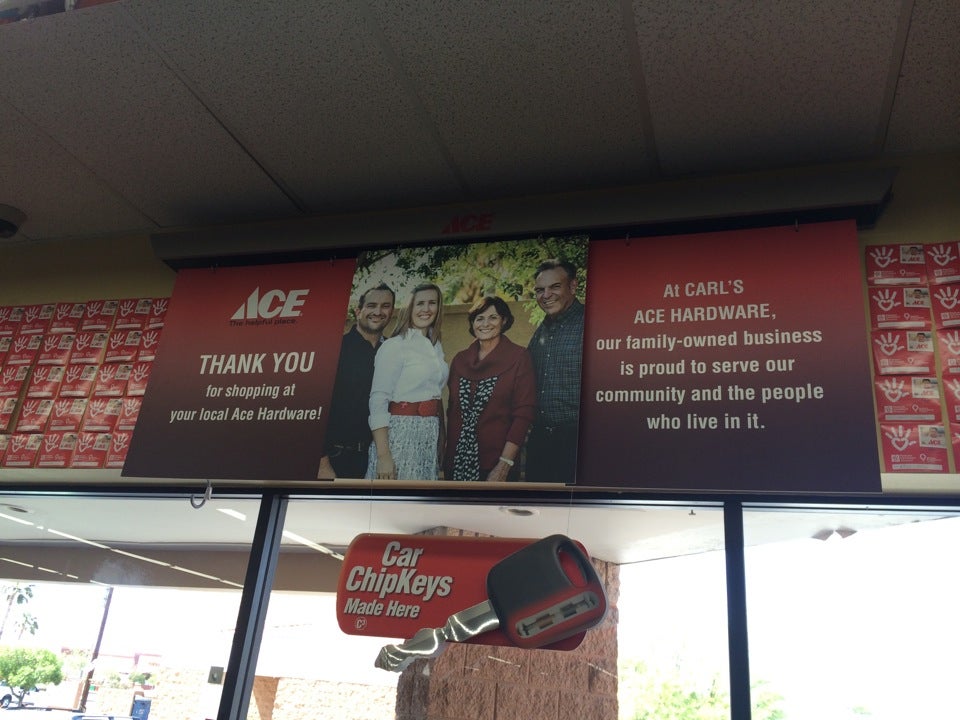 ACE
ACE
The helpful place.
THANK YOU
for shopping at
your local Ace Hardware!
At CARL'S
ACE HARDWARE,
our family-owned business
is proud to serve our
community and the people
who live in it.
Car
ChipKeys
Made Here